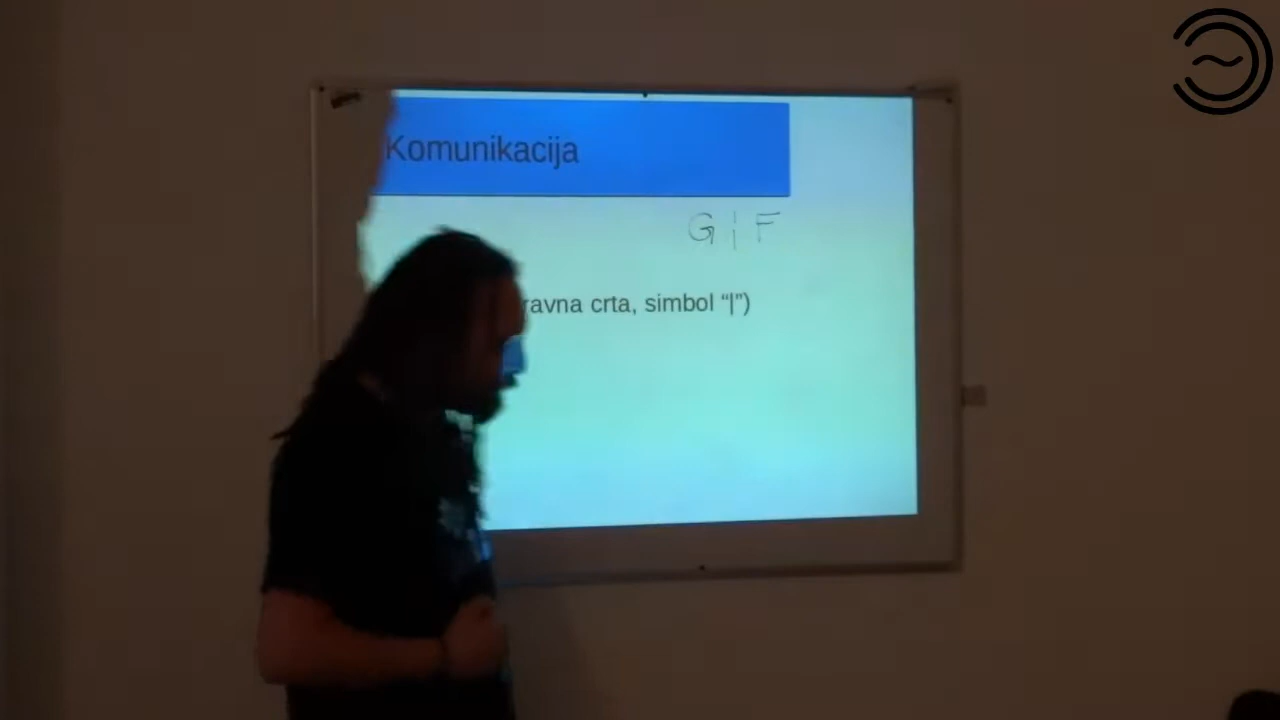 Komunikacija
G | F
ravna crta, simbol “|”)